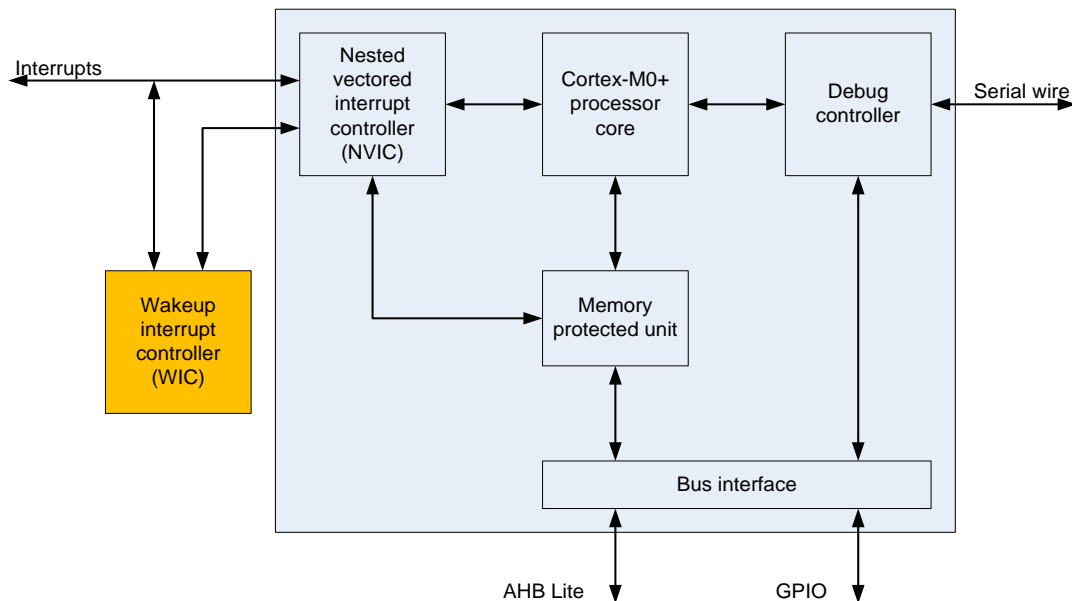 Interrupts
Nested
vectored
interrupt
controller
(NVIC)
Cortex-M0+
processor
core
Debug
controller
Serial wire
Wakeup
interrupt
controller
(WIC)
Memory
protected unit
Bus interface
AHB Lite
GPIO